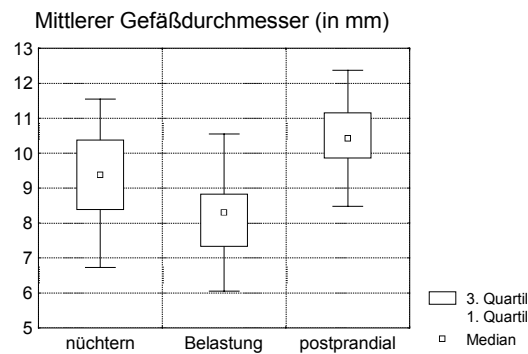 Mittlerer Gefäßdurchmesser (in mm)
13
12
11
10
9
8
7
6
5
nüchtern Belastung postprandial
3. Quartil
1. Quartil
Median